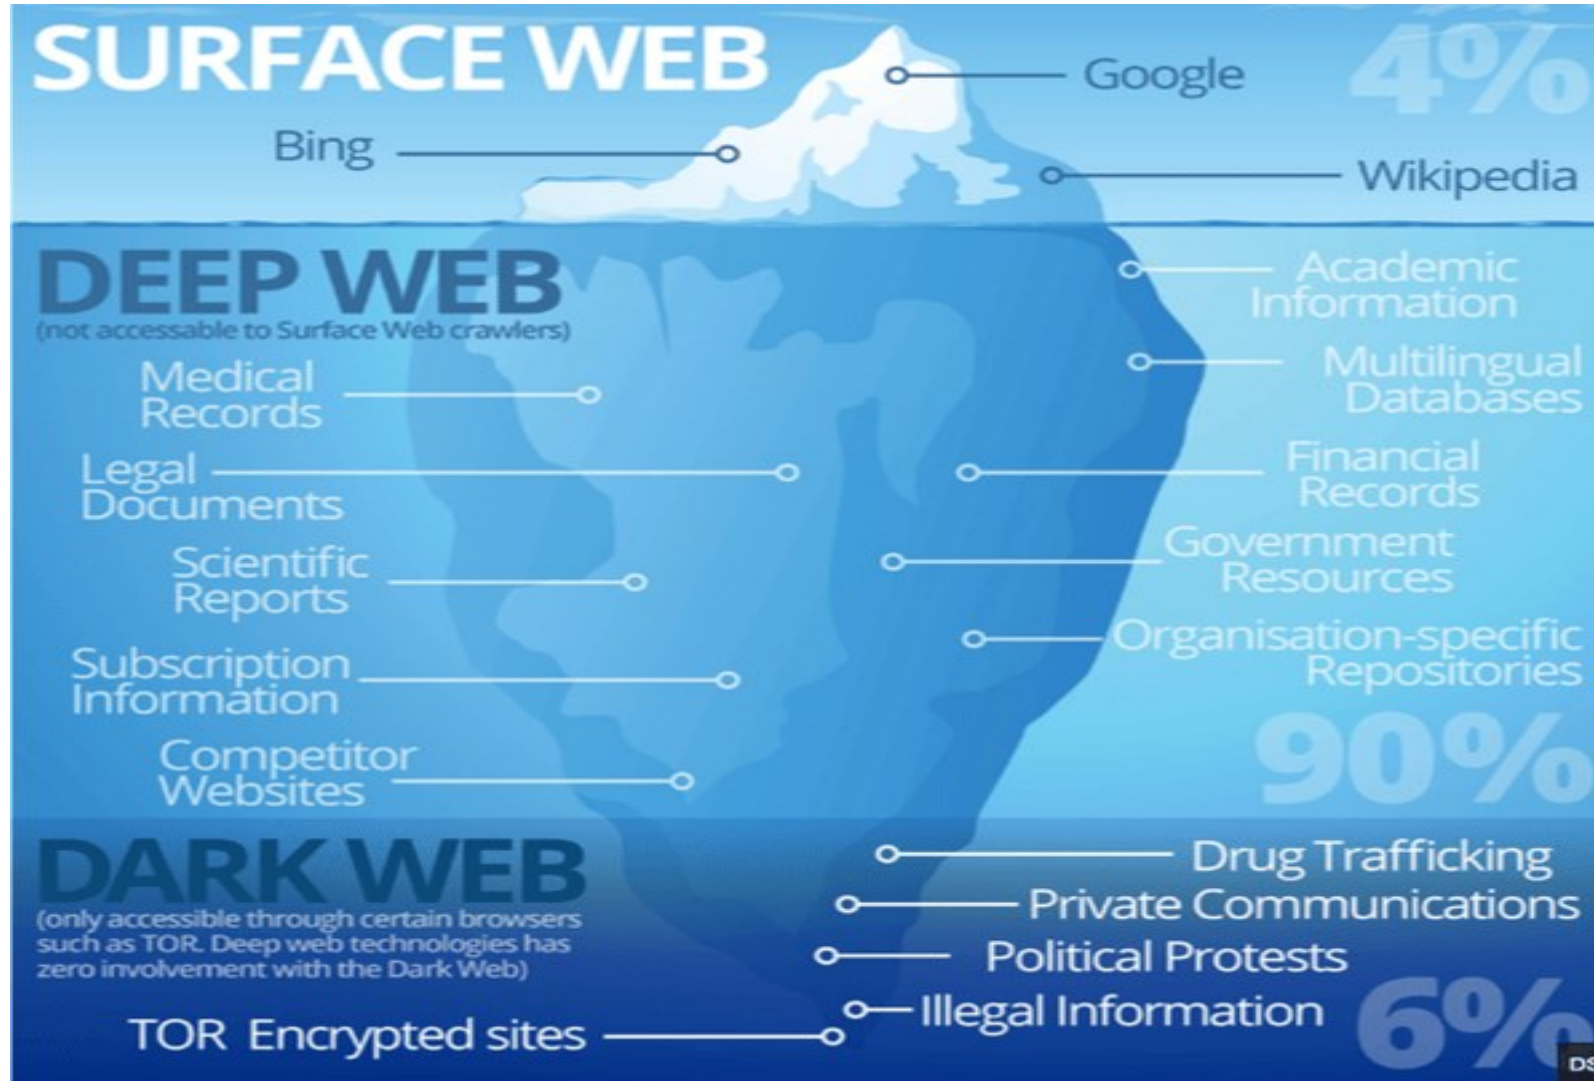 SURFACE WEB
4%
Google
Bing
Wikipedia
DEEP WEB
(not accessable to Surface Web crawlers)
Academic
Information
Medical
Records
Multilingual
Databases
Legal
Documents
Financial
Records
Scientific
Reports
Government
Resources
Subscription
Information
Organisation-specific
Repositories
Competitor
Websites
90%
DARK WEB
(only accessible through certain browsers
such as TOR. Deep web technologies has
zero involvement with the Dark Web)
Drug Trafficking
Private Communications
Political Protests
Illegal Information
TOR Encrypted sites
6%